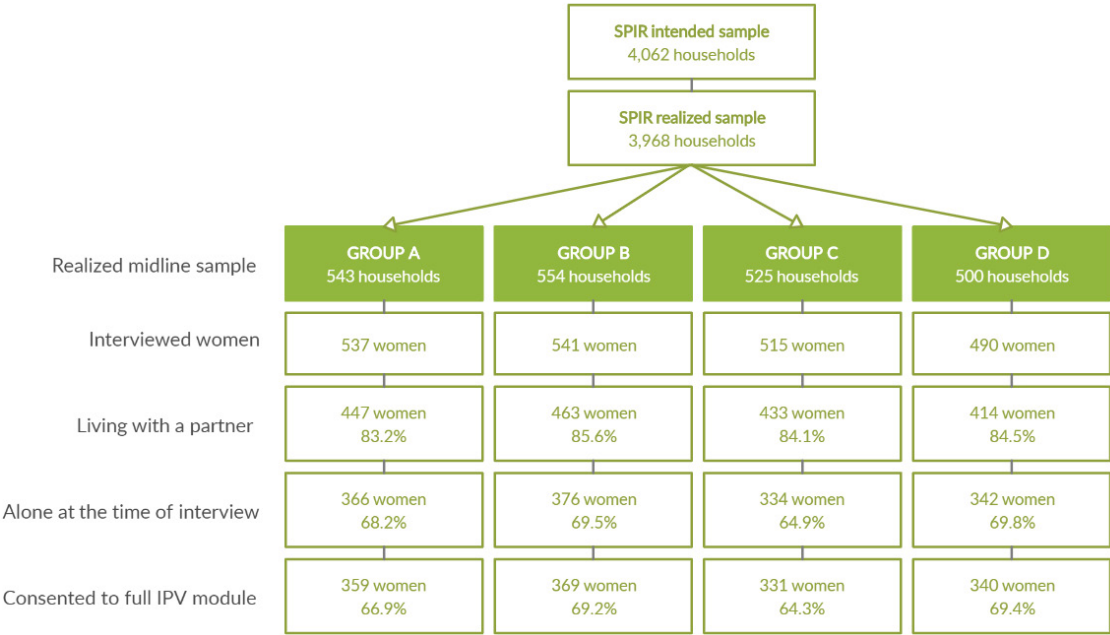 SPIR intended sample
4,062 households
SPIR realized sample
3,968 households
Realized midline sample
GROUP A
543 households
GROUP B
554 households
GROUP C
525 households
GROUP D
500 households
Interviewed women
537 women
541 women
515 women
490 women
Living with a partner
447 women
83.2%
463 women
85.6%
433 women
84.1%
414 women
84.5%
Alone at the time of interview
366 women
68.2%
376 women
69.5%
334 women
64.9%
342 women
69.8%
Consented to full IPV module
359 women
66.9%
369 women
69.2%
331 women
64.3%
340 women
69.4%